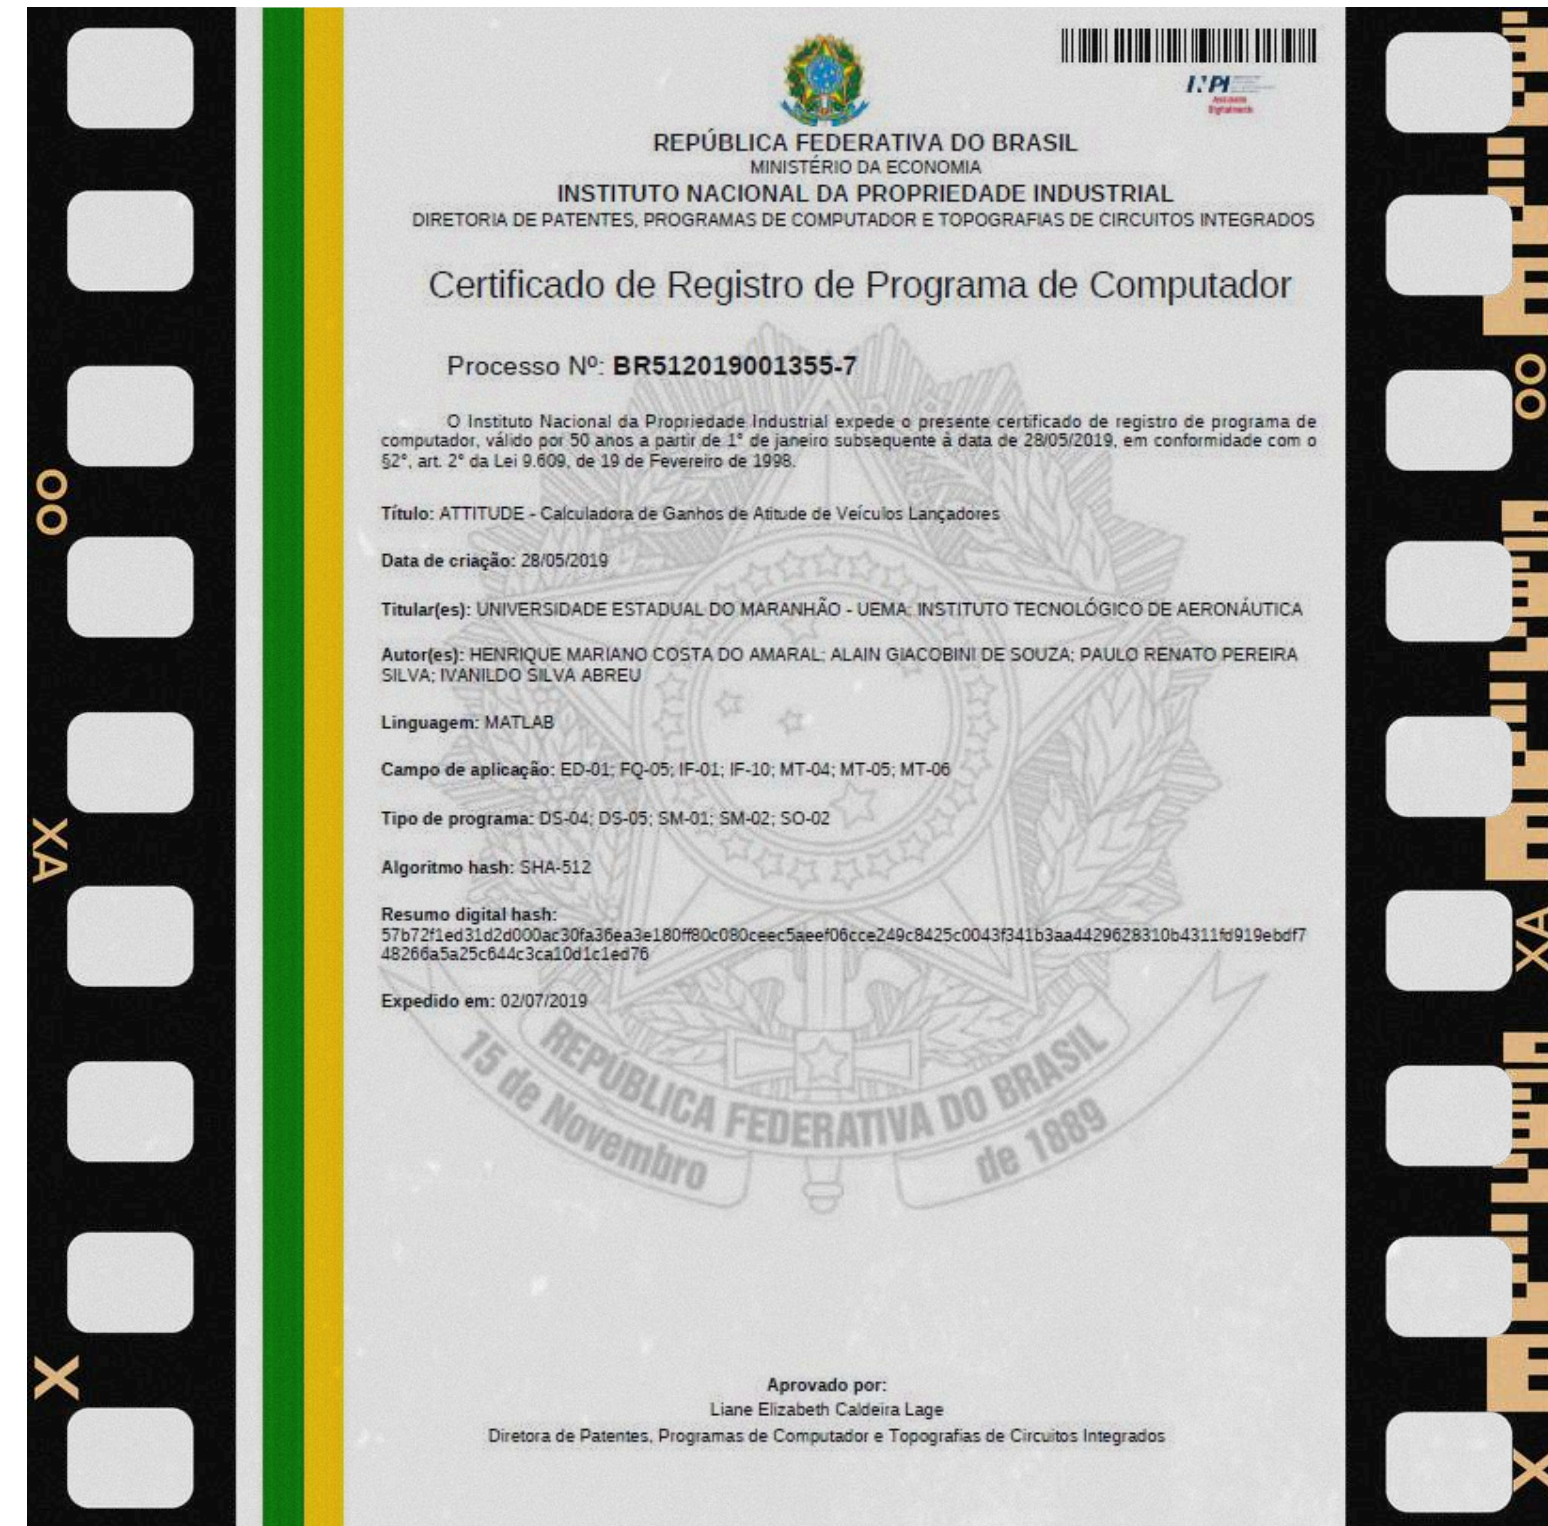 INPI
Assinado
Digitalmente
REPÚBLICA FEDERATIVA DO BRASIL
MINISTÉRIO DA ECONOMIA
INSTITUTO NACIONAL DA PROPRIEDADE INDUSTRIAL
DIRETORIA DE PATENTES, PROGRAMAS DE COMPUTADOR E TOPOGRAFIAS DE CIRCUITOS INTEGRADOS
Certificado de Registro de Programa de Computador
Processo Nº: BR512019001355-7
O Instituto Nacional da Propriedade Industrial expede o presente certificado de registro de programa de
computador, válido por 50 anos a partir de 1° de janeiro subsequente à data de 28/05/2019, em conformidade com o
§2°, art. 2° da Lei 9.609, de 19 de Fevereiro de 1998.
Título: ATTITUDE - Calculadora de Ganhos de Atitude de Veículos Lançadores
Data de criação: 28/05/2019
Titular(es): UNIVERSIDADE ESTADUAL DO MARANHÃO - UEMA; INSTITUTO TECNOLÓGICO DE AERONÁUTICA
Autor(es): HENRIQUE MARIANO COSTA DO AMARAL; ALAIN GIACOBINI DE SOUZA; PAULO RENATO PEREIRA
SILVA; IVANILDO SILVA ABREU
Linguagem: MATLAB
Campo de aplicação: ED-01; FQ-05; IF-01; IF-10; MT-04; MT-05; MT-06
Tipo de programa: DS-04; DS-05; SM-01; SM-02; SO-02
Algoritmo hash: SHA-512
Resumo digital hash:
57b72f1ed31d2d000ac30fa36ea3e180ff80c080ceec5aeef06cce249c8425c0043f341b3aa4429628310b4311fd919ebdf7
48266a5a25c644c3ca10d1c1ed76
Expedido em: 02/07/2019
REPÚBLICA FEDERATIVA DO BRASIL
15 de Novembro
de 1889
Aprovado por:
Liane Elizabeth Caldeira Lage
Diretora de Patentes, Programas de Computador e Topografias de Circuitos Integrados
OO
XA
X
OO
XA
X